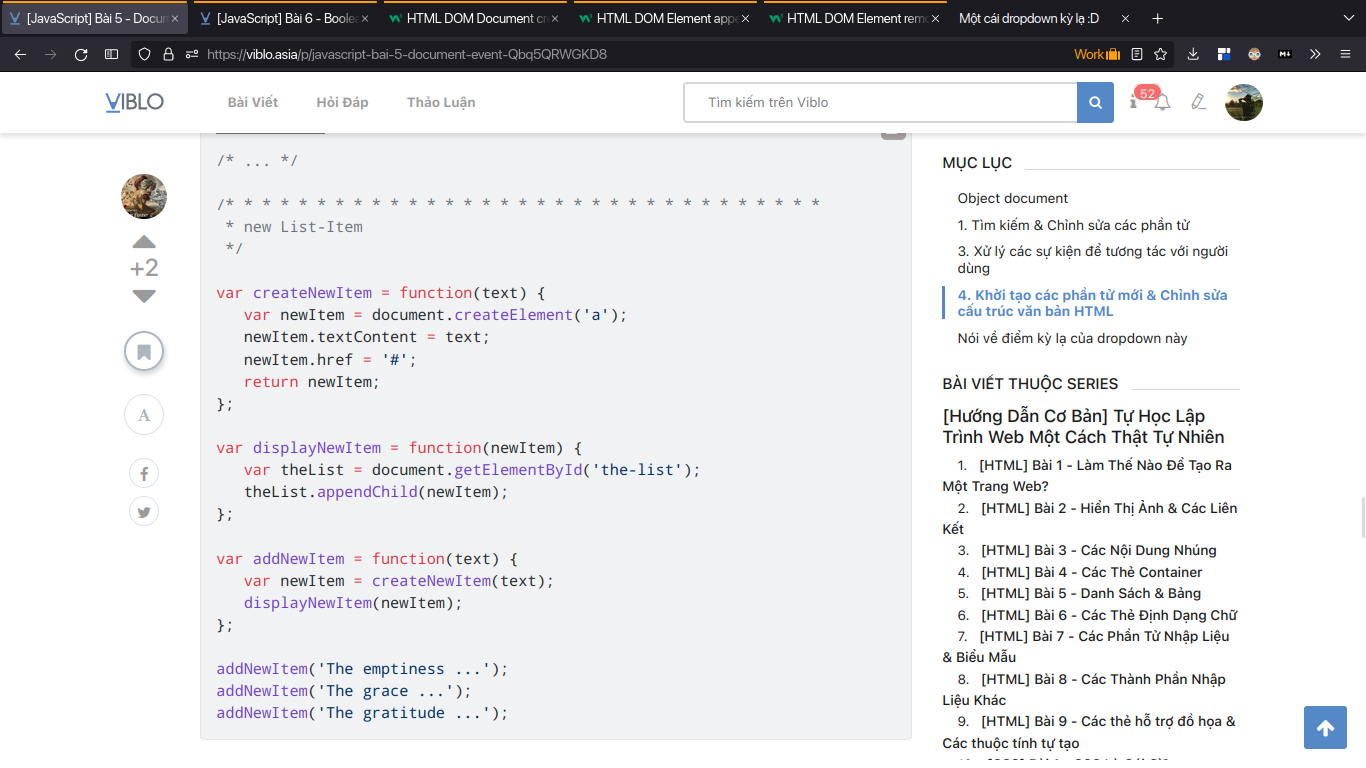 [JavaScript] Bài 5 - Docum
[JavaScript] Bài 6 - Boolea
HTML DOM Document cre
HTML DOM Element appe
HTML DOM Element remo
Một cái dropdown kỳ lạ :D
https://viblo.asia/p/javascript-bai-5-document-event-Qbq5QRWGKD8
Work
VIBLO
Bài Viết
Hỏi Đáp
Thảo Luận
Tìm kiếm trên Viblo
52
+2
A
/* ... */
/* * * * * * * * * * * * * * * * * * * * * * * * * * * * * * * * *
* new List-Item
*/
var createNewItem = function(text) {
var newItem = document.createElement('a');
newItem.textContent = text;
newItem.href = '#';
return newItem;
};
var displayNewItem = function(newItem) {
var theList = document.getElementById('the-list');
theList.appendChild(newItem);
};
var addNewItem = function(text) {
var newItem = createNewItem(text);
displayNewItem(newItem);
};
addNewItem('The emptiness ...');
addNewItem('The grace ...');
addNewItem('The gratitude ...');
MỤC LỤC
Object document
1. Tìm kiếm & Chỉnh sửa các phần tử
3. Xử lý các sự kiện để tương tác với người
dùng
4. Khởi tạo các phần tử mới & Chỉnh sửa
cấu trúc văn bản HTML
Nói về điểm kỳ lạ của dropdown này
BÀI VIẾT THUỘC SERIES
[Hướng Dẫn Cơ Bản] Tự Học Lập
Trình Web Một Cách Thật Tự Nhiên
1. [HTML] Bài 1 - Làm Thế Nào Để Tạo Ra
Một Trang Web?
2. [HTML] Bài 2 - Hiển Thị Ảnh & Các Liên
Kết
3. [HTML] Bài 3 - Các Nội Dung Nhúng
4. [HTML] Bài 4 - Các Thẻ Container
5. [HTML] Bài 5 - Danh Sách & Bảng
6. [HTML] Bài 6 - Các Thẻ Định Dạng Chữ
7. [HTML] Bài 7 - Các Phần Tử Nhập Liệu
& Biểu Mẫu
8. [HTML] Bài 8 - Các Thành Phần Nhập
Liệu Khác
9. [HTML] Bài 9 - Các thẻ hỗ trợ đồ họa &
Các thuộc tính tự tạo